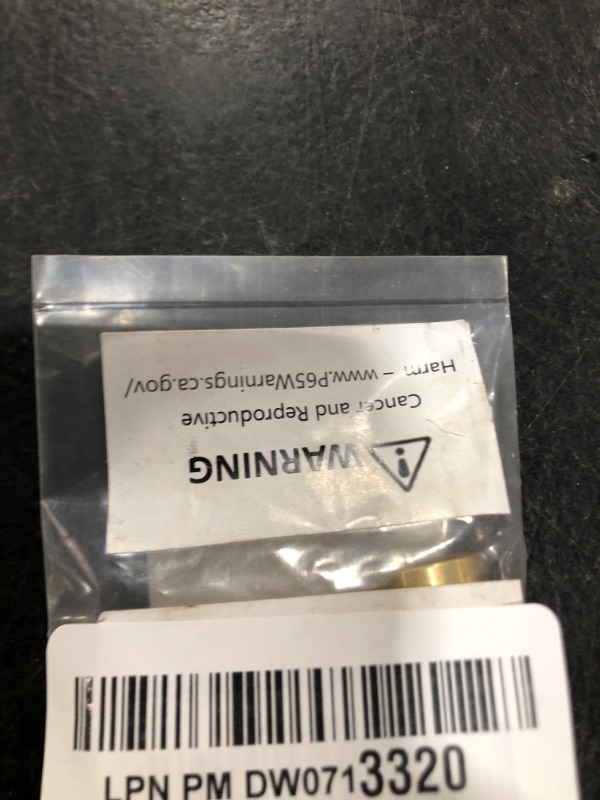 WARNING
Cancer and Reproductive
Harm – www.P65Warnings.ca.gov/
LPN PM DW0713320